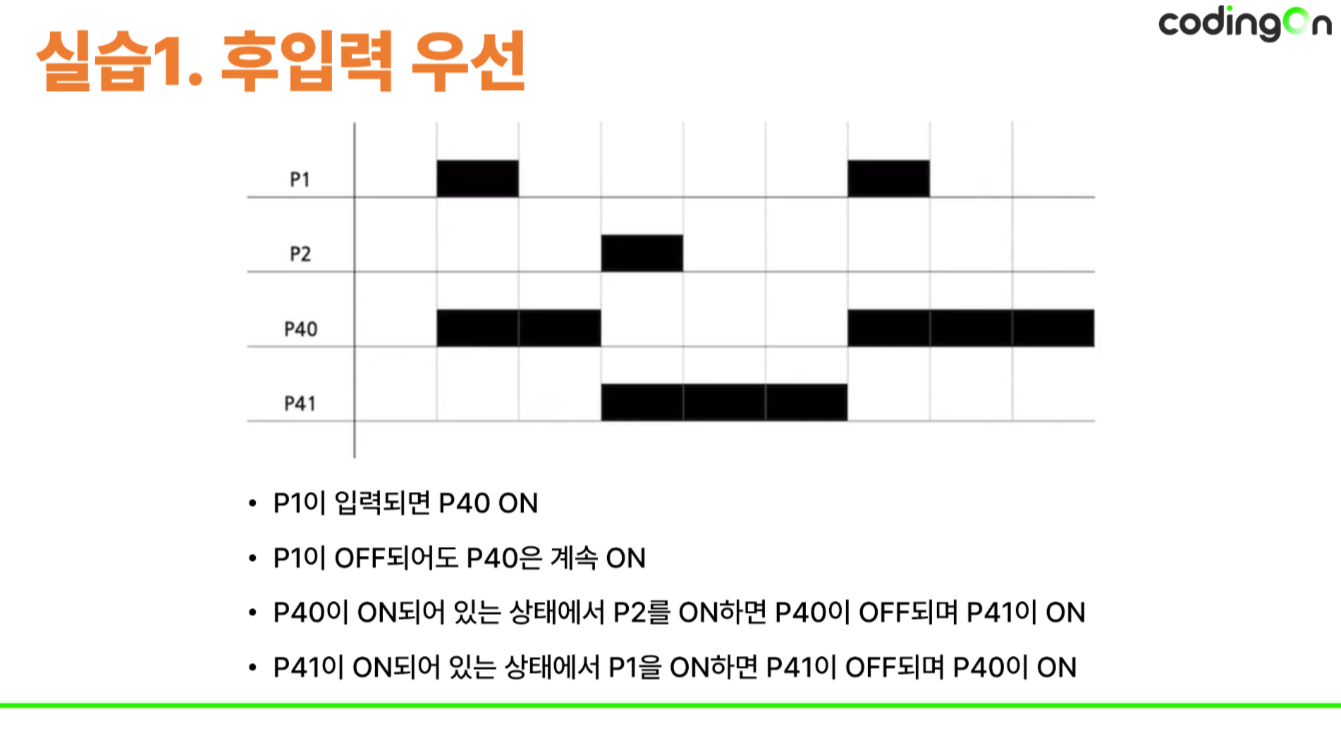 codingOn
실습1. 후입력 우선
P1
P2
P40
P41
• P1이 입력되면 P40 ON
• P1이 OFF되어도 P40은 계속 ON
• P40이 ON되어 있는 상태에서 P2를 ON하면 P40이 OFF되며 P41이 ON
• P41이 ON되어 있는 상태에서 P1을 ON하면 P41이 OFF되며 P40이 ON